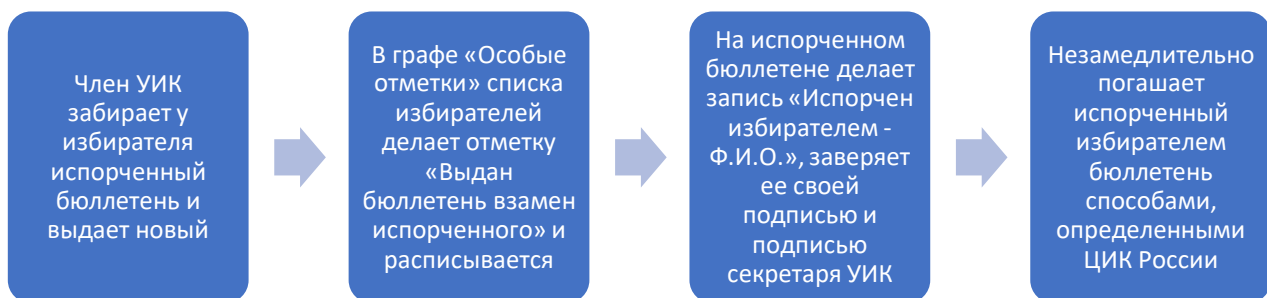 Член УИК
забирает у
избирателя
испорченный
бюллетень и
выдает новый
В графе «Особые
отметки» списка
избирателей
делает отметку
«Выдан
бюллетень взамен
испорченного» и
расписывается
На испорченном
бюллетене делает
запись «Испорчен
избирателем -
Ф.И.О.», заверяет
ее своей
подписью и
подписью
секретаря УИК
Незамедлительно
погашает
испорченный
избирателем
бюллетень
способами,
определенными
ЦИК России